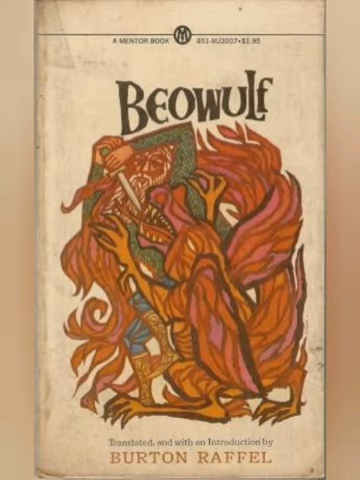 A MENTOR BOOK M 451-MJ2007•$1.95
BEOWULF
Translated, and with an Introduction by
BURTON RAFFEL